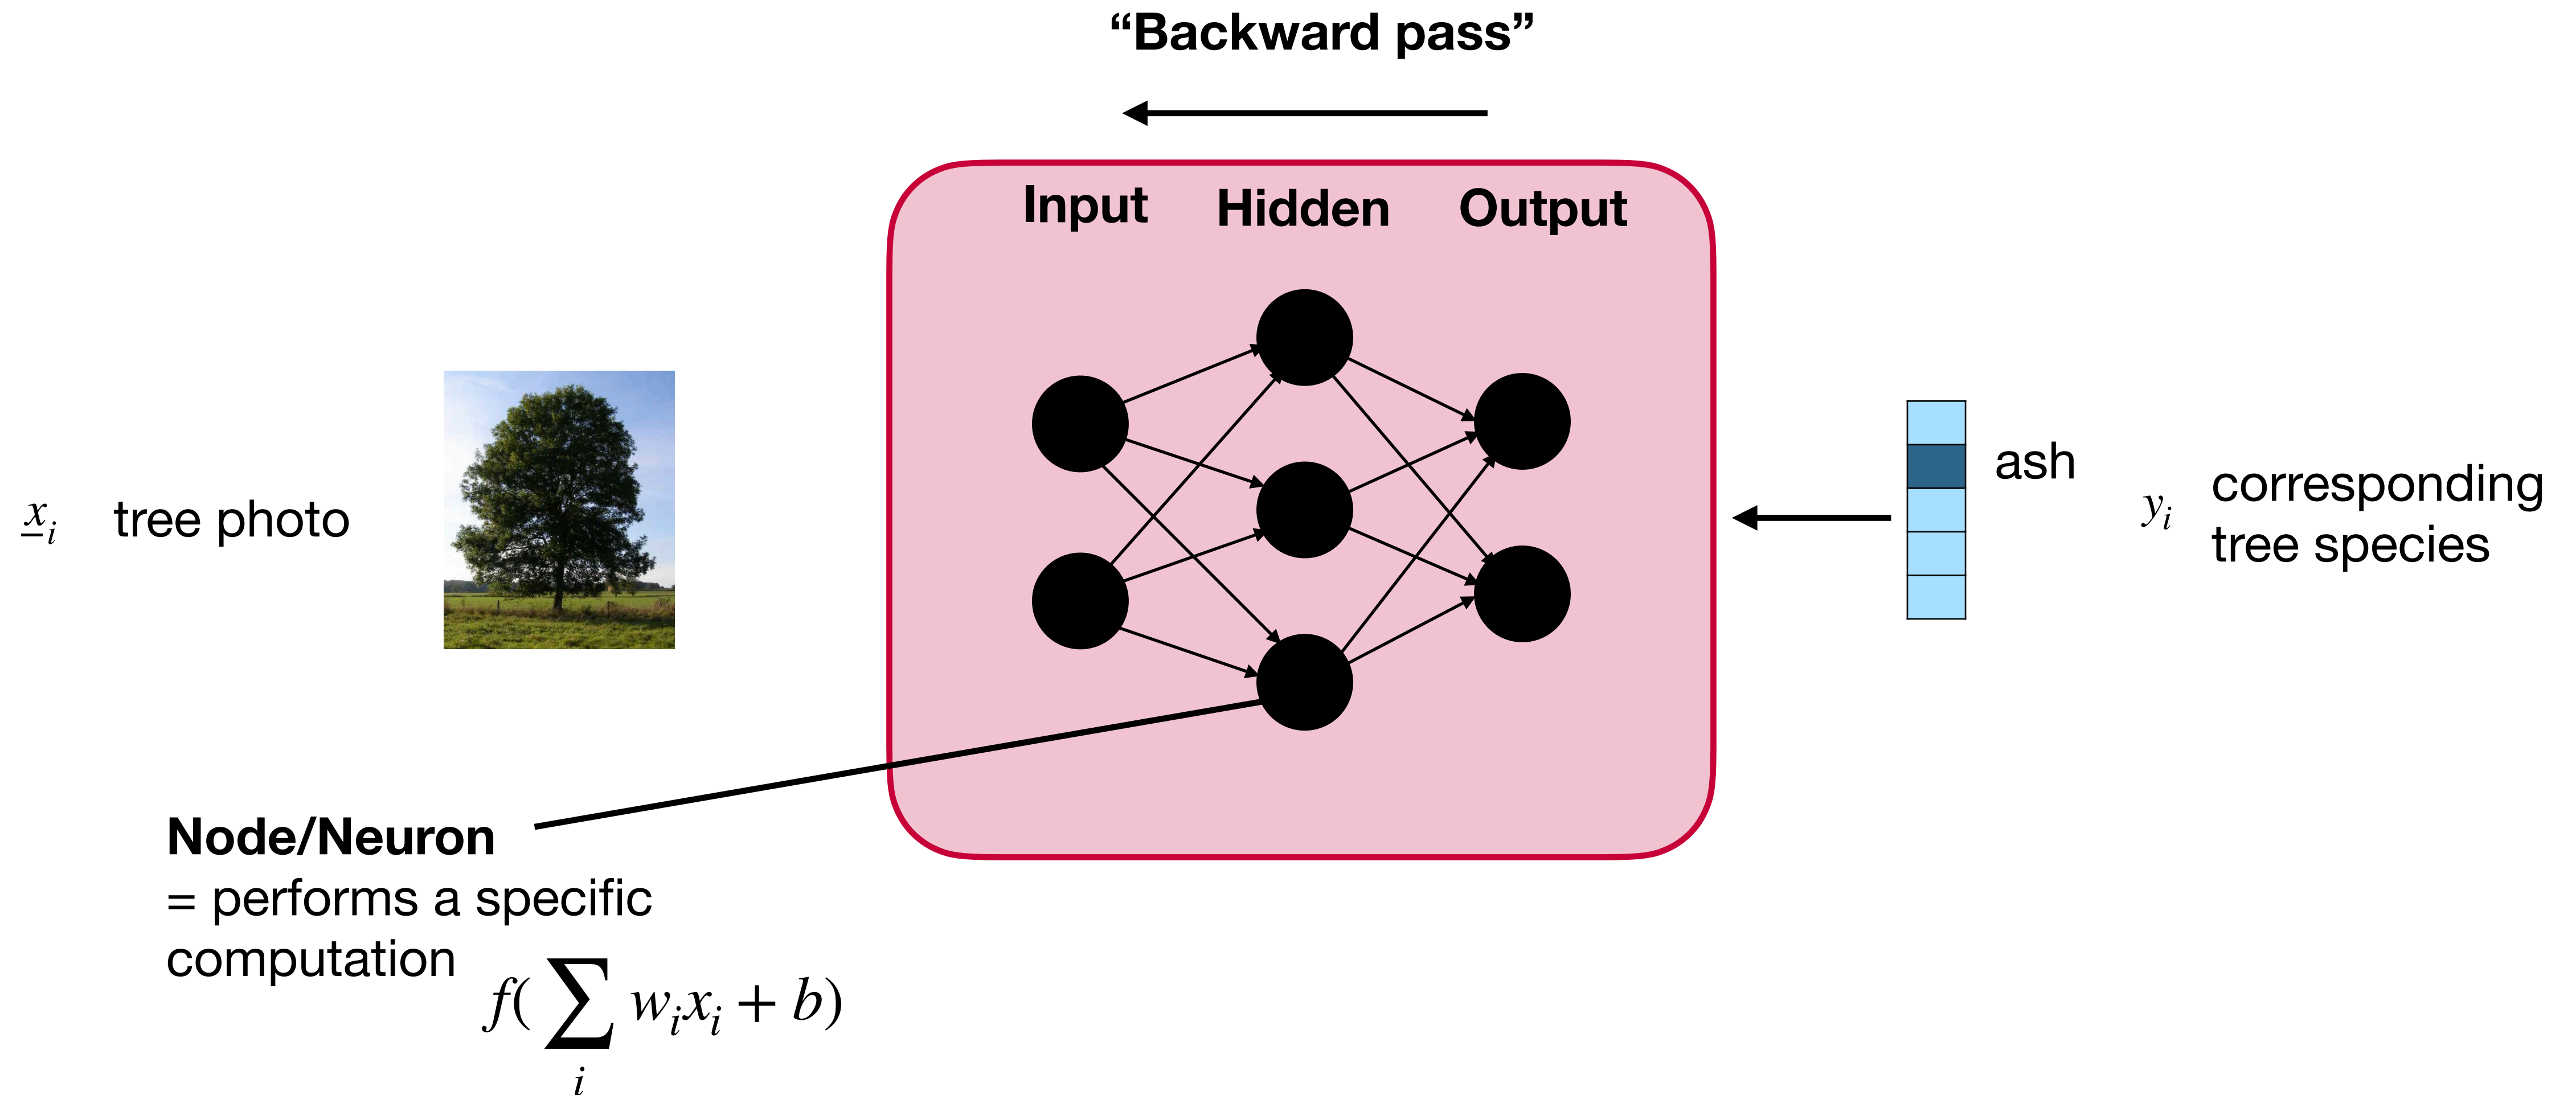 “Backward pass”
Input Hidden Output
x_i tree photo
ash
y_i corresponding
tree species
Node/Neuron
= performs a specific
computation
f(∑_i w_i x_i + b)